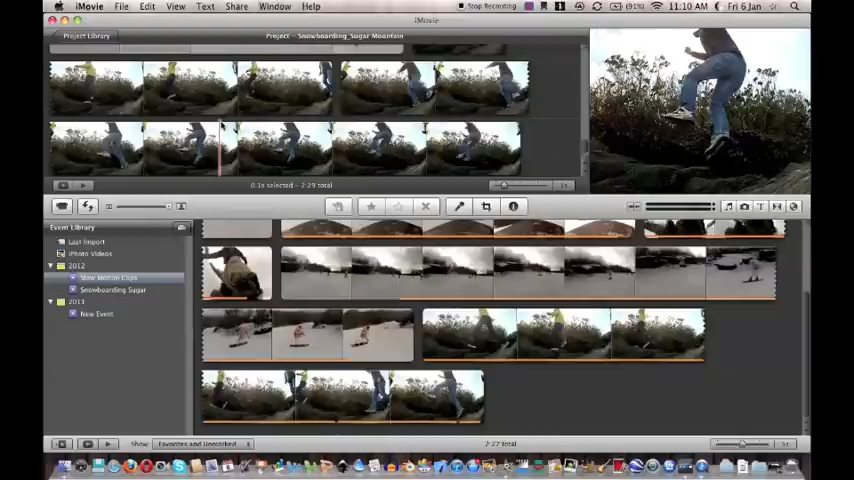 iMovie File Edit View Text Share Window Help Stop Recording (91%) 11:10 AM Fri 6 Jan
iMovie
Project Library Project - Snowboarding_Sugar Mountain
0.1s selected - 2:29 total 1s
Event Library
Last Import
iPhoto Videos
2012
Slow Motion Clips
Snowboarding Sugar
2011
New Event
Show: Favorites and Unmarked 2:27 total